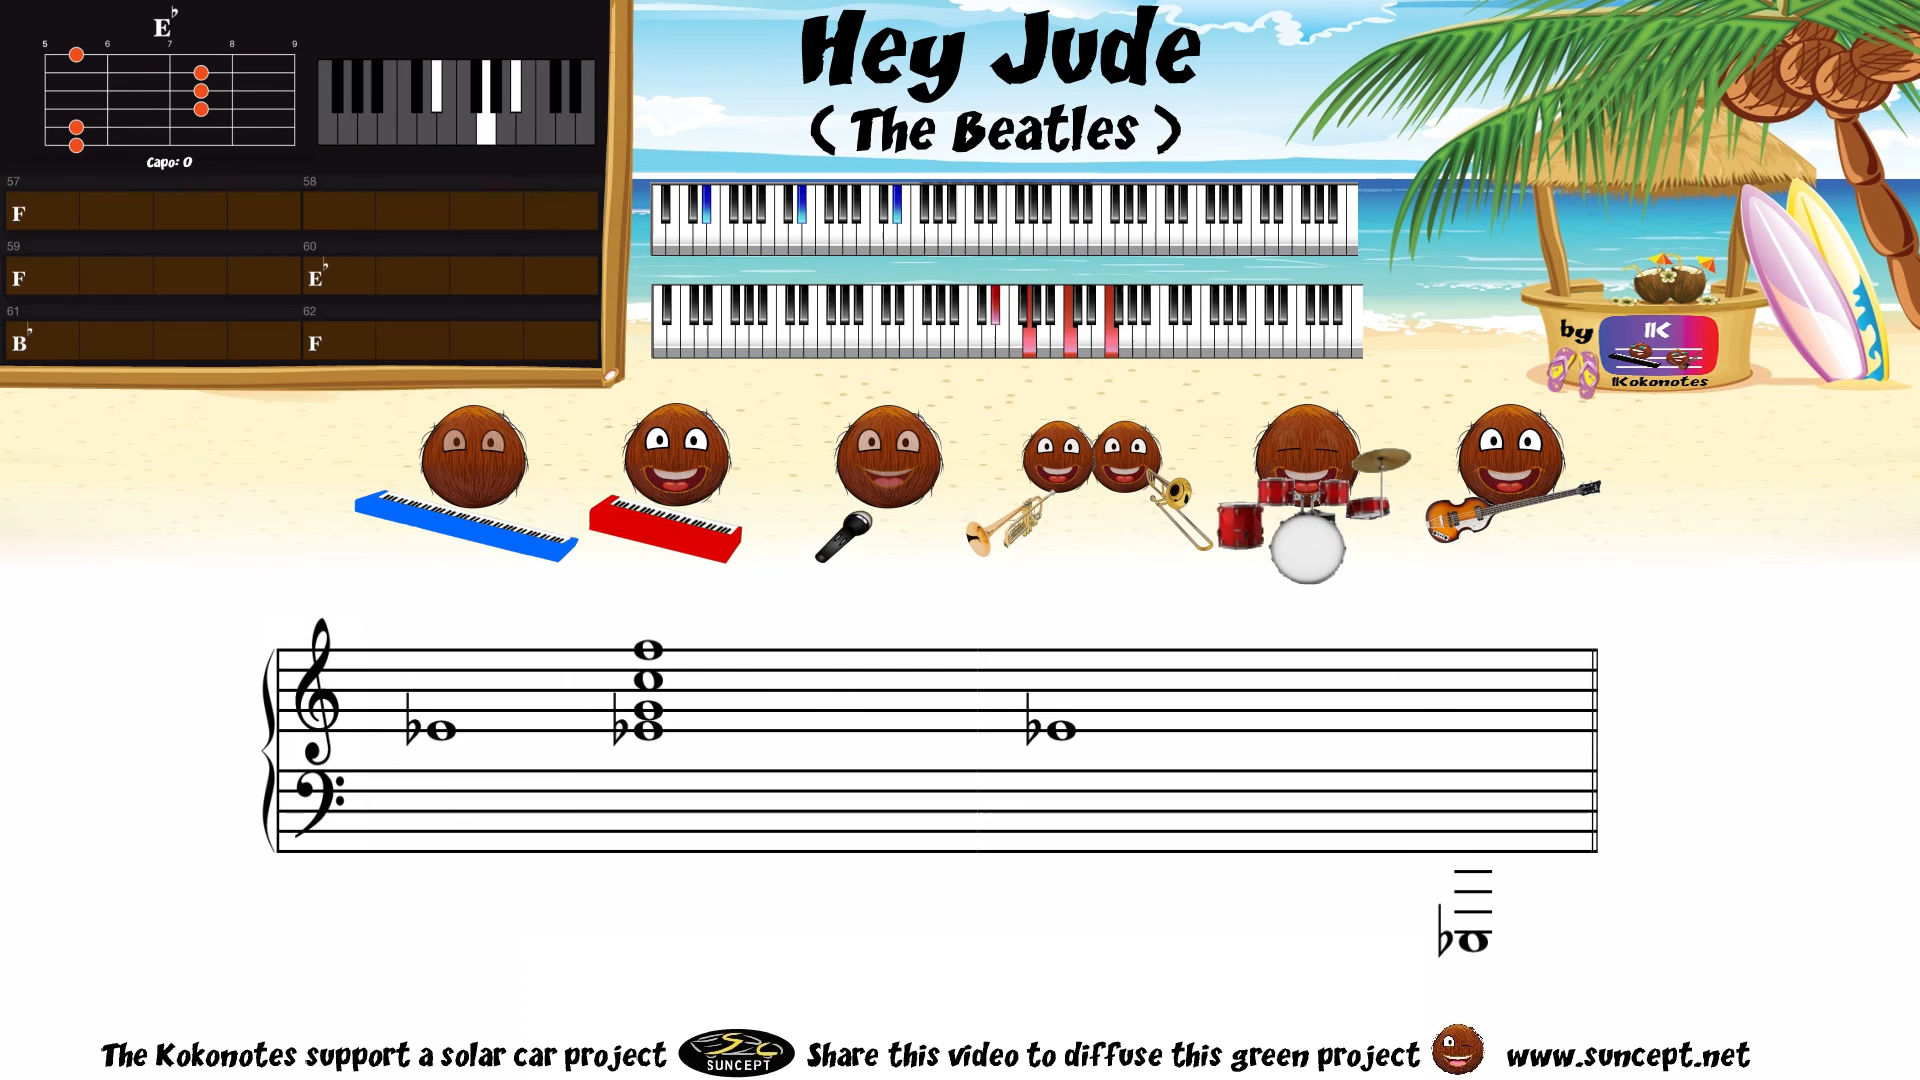 E♭
5 6 7 8 9
Capo: 0
57 58
F
59 60
F E♭
61 62
B♭ F
Hey Jude
( The Beatles )
by
K
Kokonotes
The Kokonotes support a solar car project SUNCEPT Share this video to diffuse this green project www.suncept.net